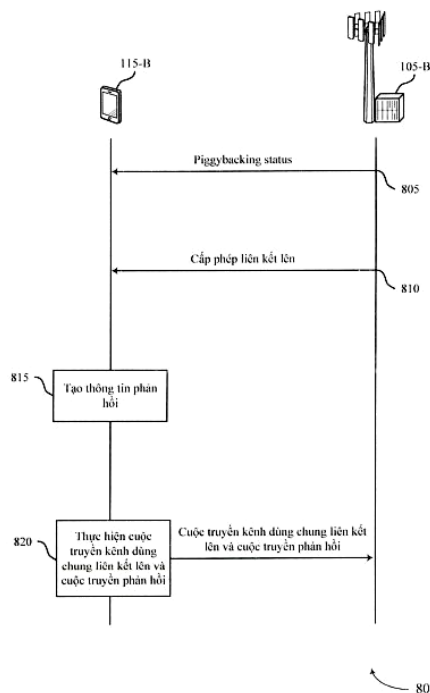 115-B
105-B
Piggybacking status
805
Cấp phép liên kết lên
810
815
Tạo thông tin phản
hồi
820
Thực hiện cuộc
truyền kênh dùng
chung liên kết lên và
cuộc truyền phản hồi
Cuộc truyền kênh dùng chung liên kết
lên và cuộc truyền phản hồi
80